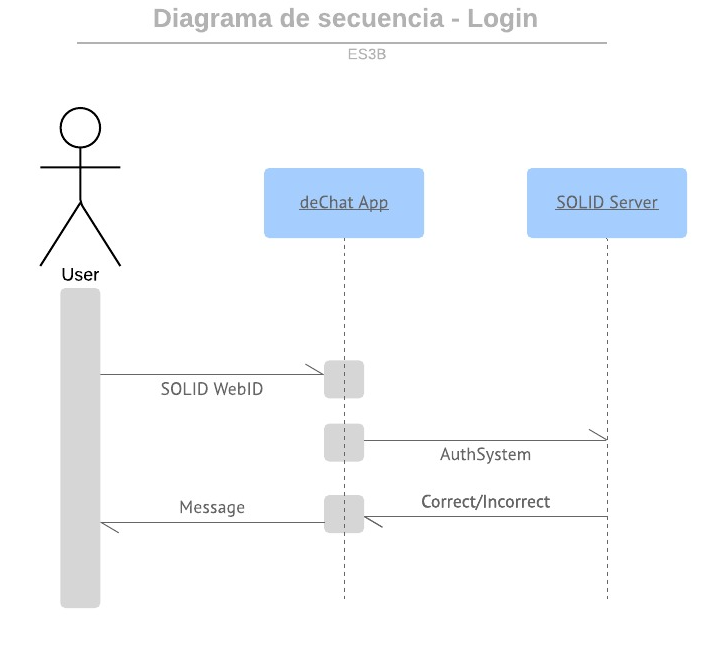 Diagrama de secuencia - Login
ES3B
deChat App
SOLID Server
User
SOLID WebID
AuthSystem
Correct/Incorrect
Message